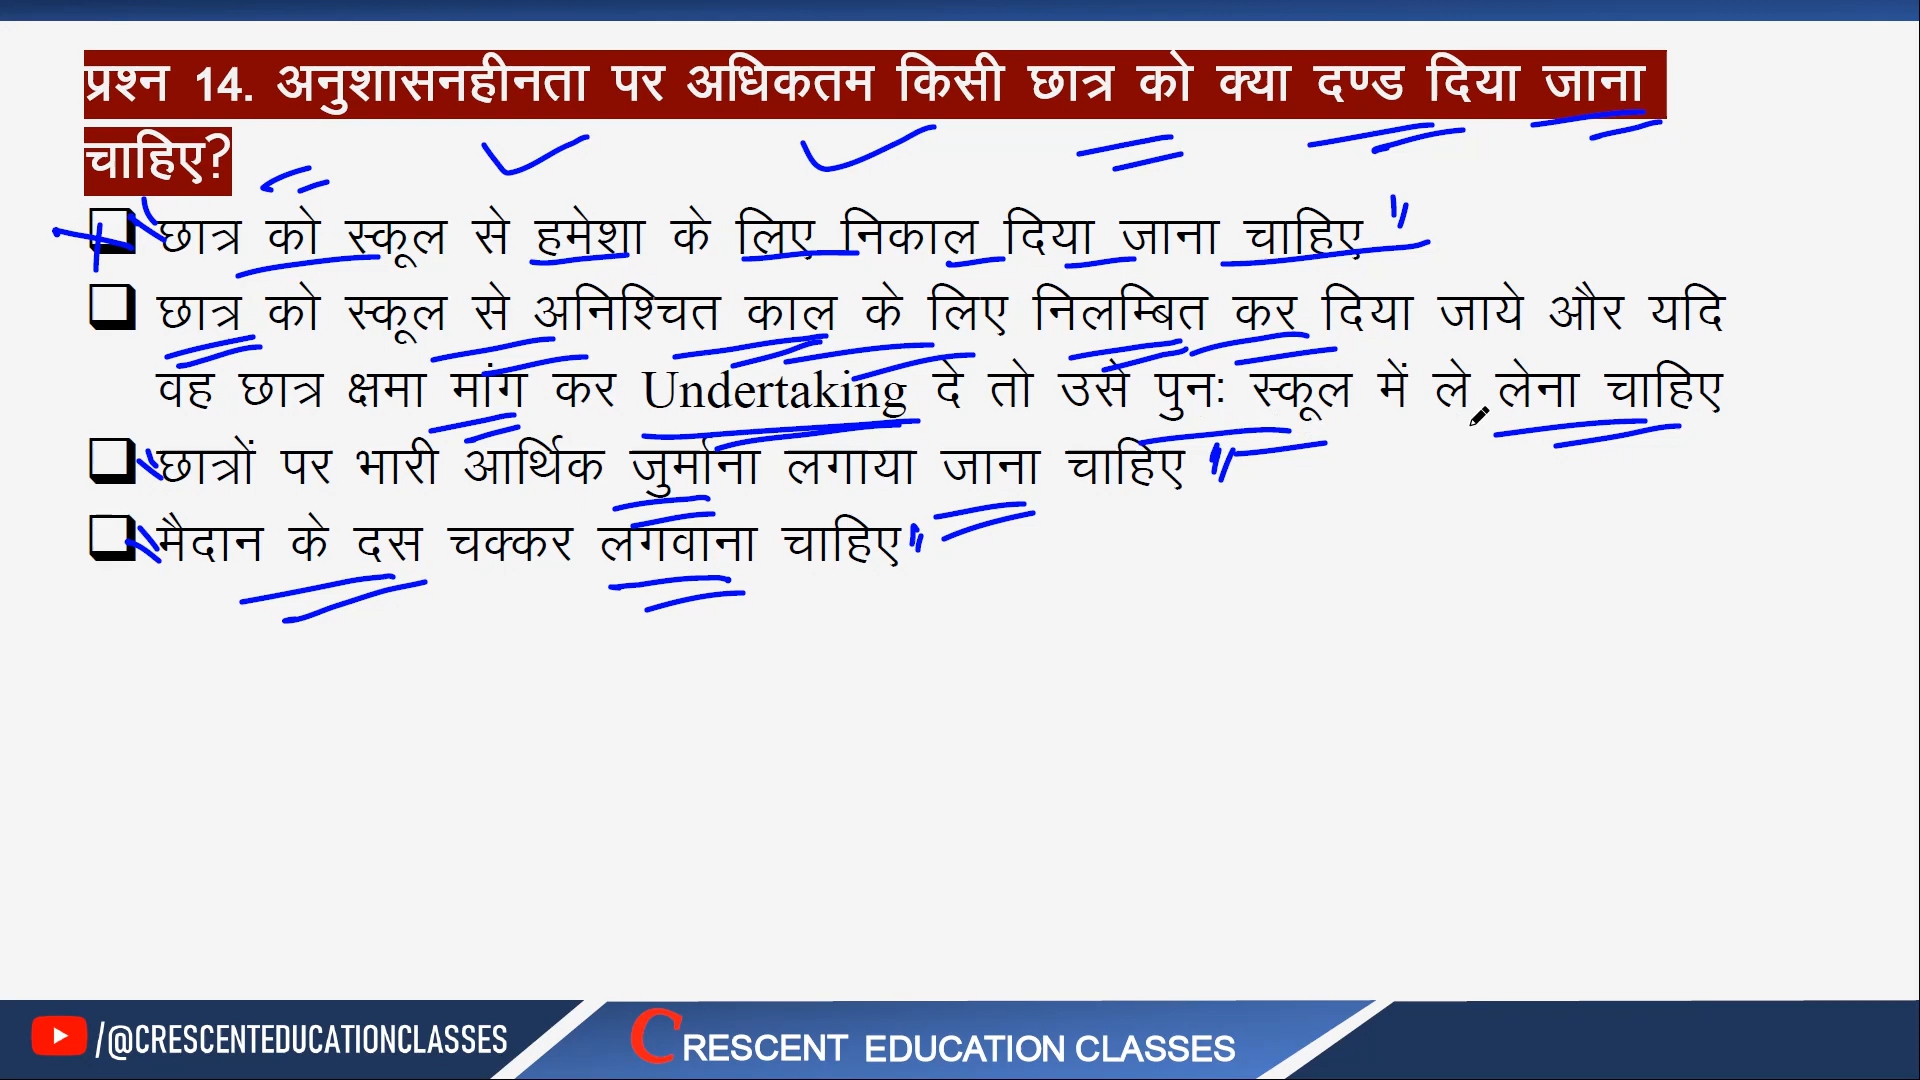 प्रश्न 14. अनुशासनहीनता पर अधिकतम किसी छात्र को क्या दण्ड दिया जाना
चाहिए?
❑ छात्र को स्कूल से हमेशा के लिए निकाल दिया जाना चाहिए
❑ छात्र को स्कूल से अनिश्चित काल के लिए निलम्बित कर दिया जाये और यदि
वह छात्र क्षमा मांग कर Undertaking दे तो उसे पुनः स्कूल में ले लेना चाहिए
❑ छात्रों पर भारी आर्थिक जुर्माना लगाया जाना चाहिए
❑ मैदान के दस चक्कर लगवाना चाहिए
/@CRESCENTEDUCATIONCLASSES
CRESCENT EDUCATION CLASSES